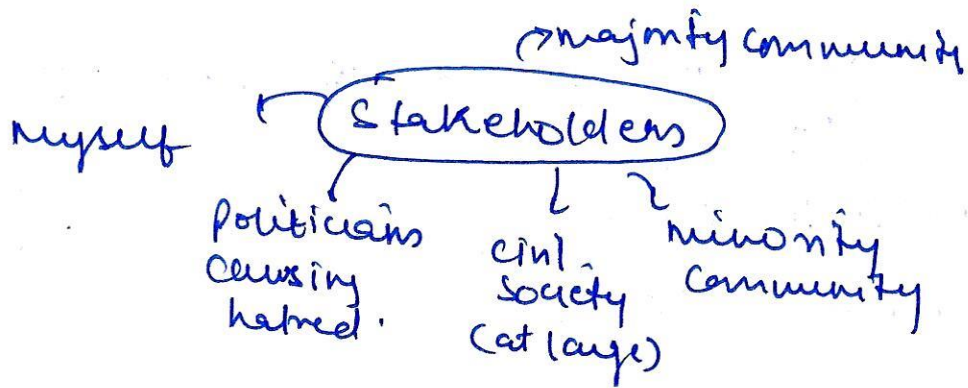 majority community
Stakeholders
Myself
Politicians
causing
hatred.
civil
society
(at large)
minority
community